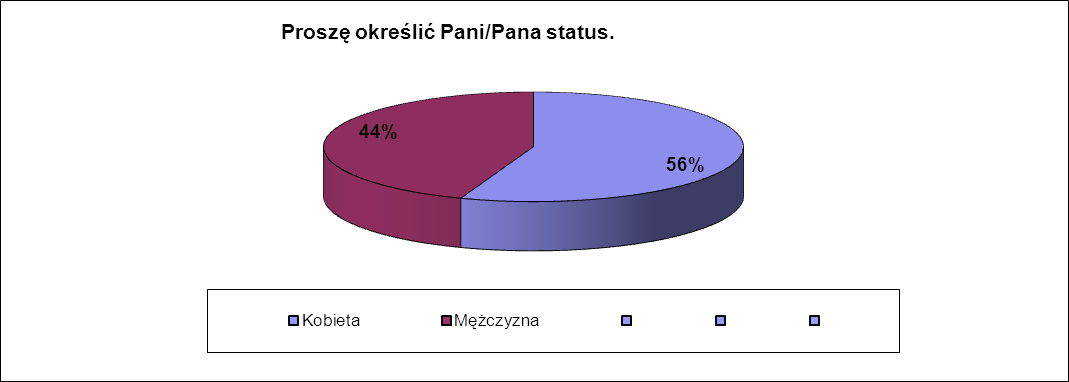 Proszę określić Pani/Pana status.
44%
56%
Kobieta Mężczyzna